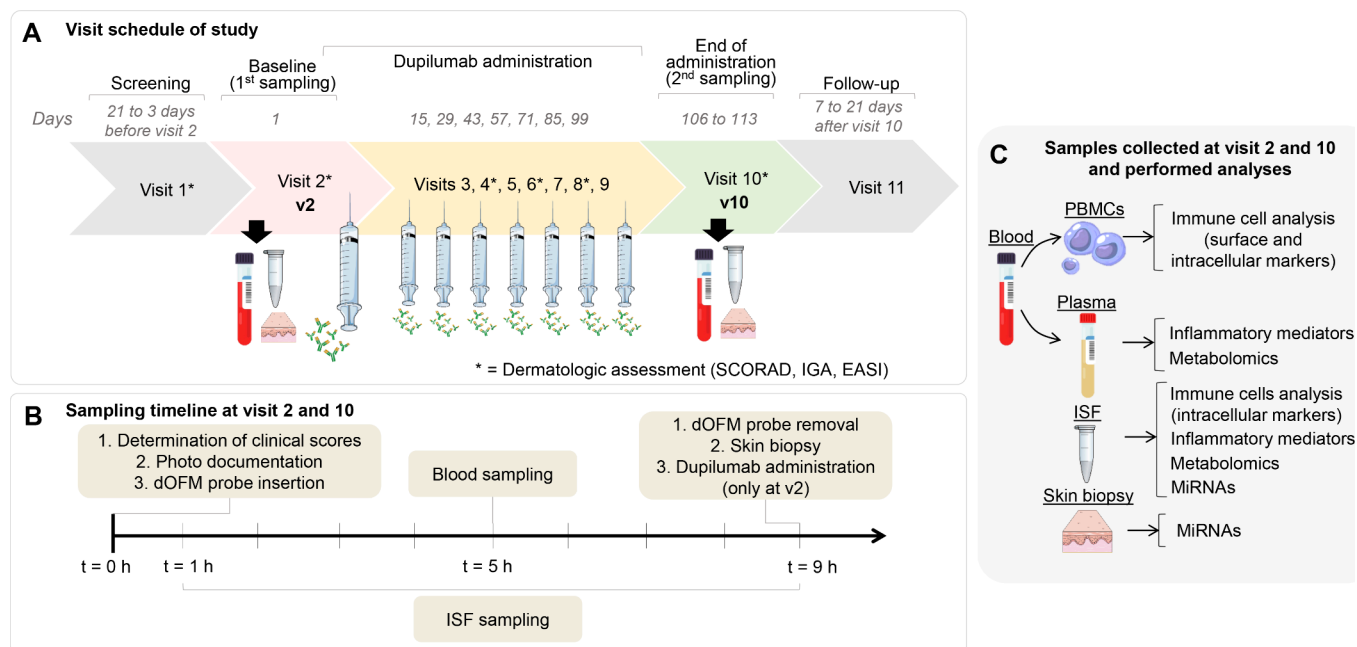 A Visit schedule of study
Screening
Baseline
(1st sampling)
Dupilumab administration
End of
administration
(2nd sampling)
Follow-up
Days
21 to 3 days
before visit 2
1
15, 29, 43, 57, 71, 85, 99
106 to 113
7 to 21 days
after visit 10
Visit 1*
Visit 2*
v2
Visits 3, 4*, 5, 6*, 7, 8*, 9
Visit 10*
v10
Visit 11
* = Dermatologic assessment (SCORAD, IGA, EASI)
B Sampling timeline at visit 2 and 10
1. Determination of clinical scores
2. Photo documentation
3. dOFM probe insertion
Blood sampling
1. dOFM probe removal
2. Skin biopsy
3. Dupilumab administration
(only at v2)
t = 0 h
t = 1 h
t = 5 h
t = 9 h
ISF sampling
C Samples collected at visit 2 and 10
and performed analyses
Blood
PBMCs
Immune cell analysis
(surface and
intracellular markers)
Plasma
Inflammatory mediators
Metabolomics
ISF
Immune cells analysis
(intracellular markers)
Inflammatory mediators
Metabolomics
MiRNAs
Skin biopsy
MiRNAs